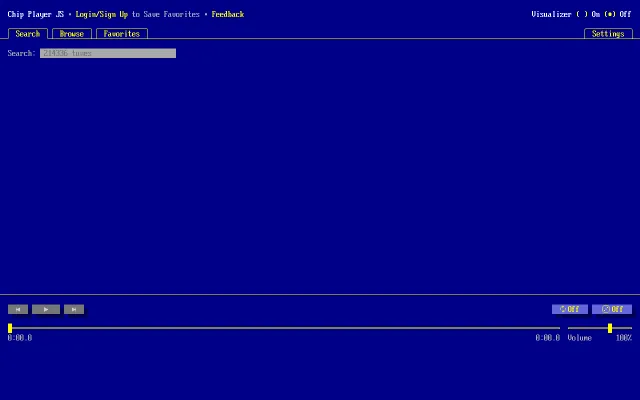 Chip Player JS • Login/Sign Up to Save Favorites • Feedback
Visualizer ( ) On (•) Off
Search Browse Favorites Settings
Search: 214336 tunes
Off Off
0:00.0 0:00.0 Volume 100%